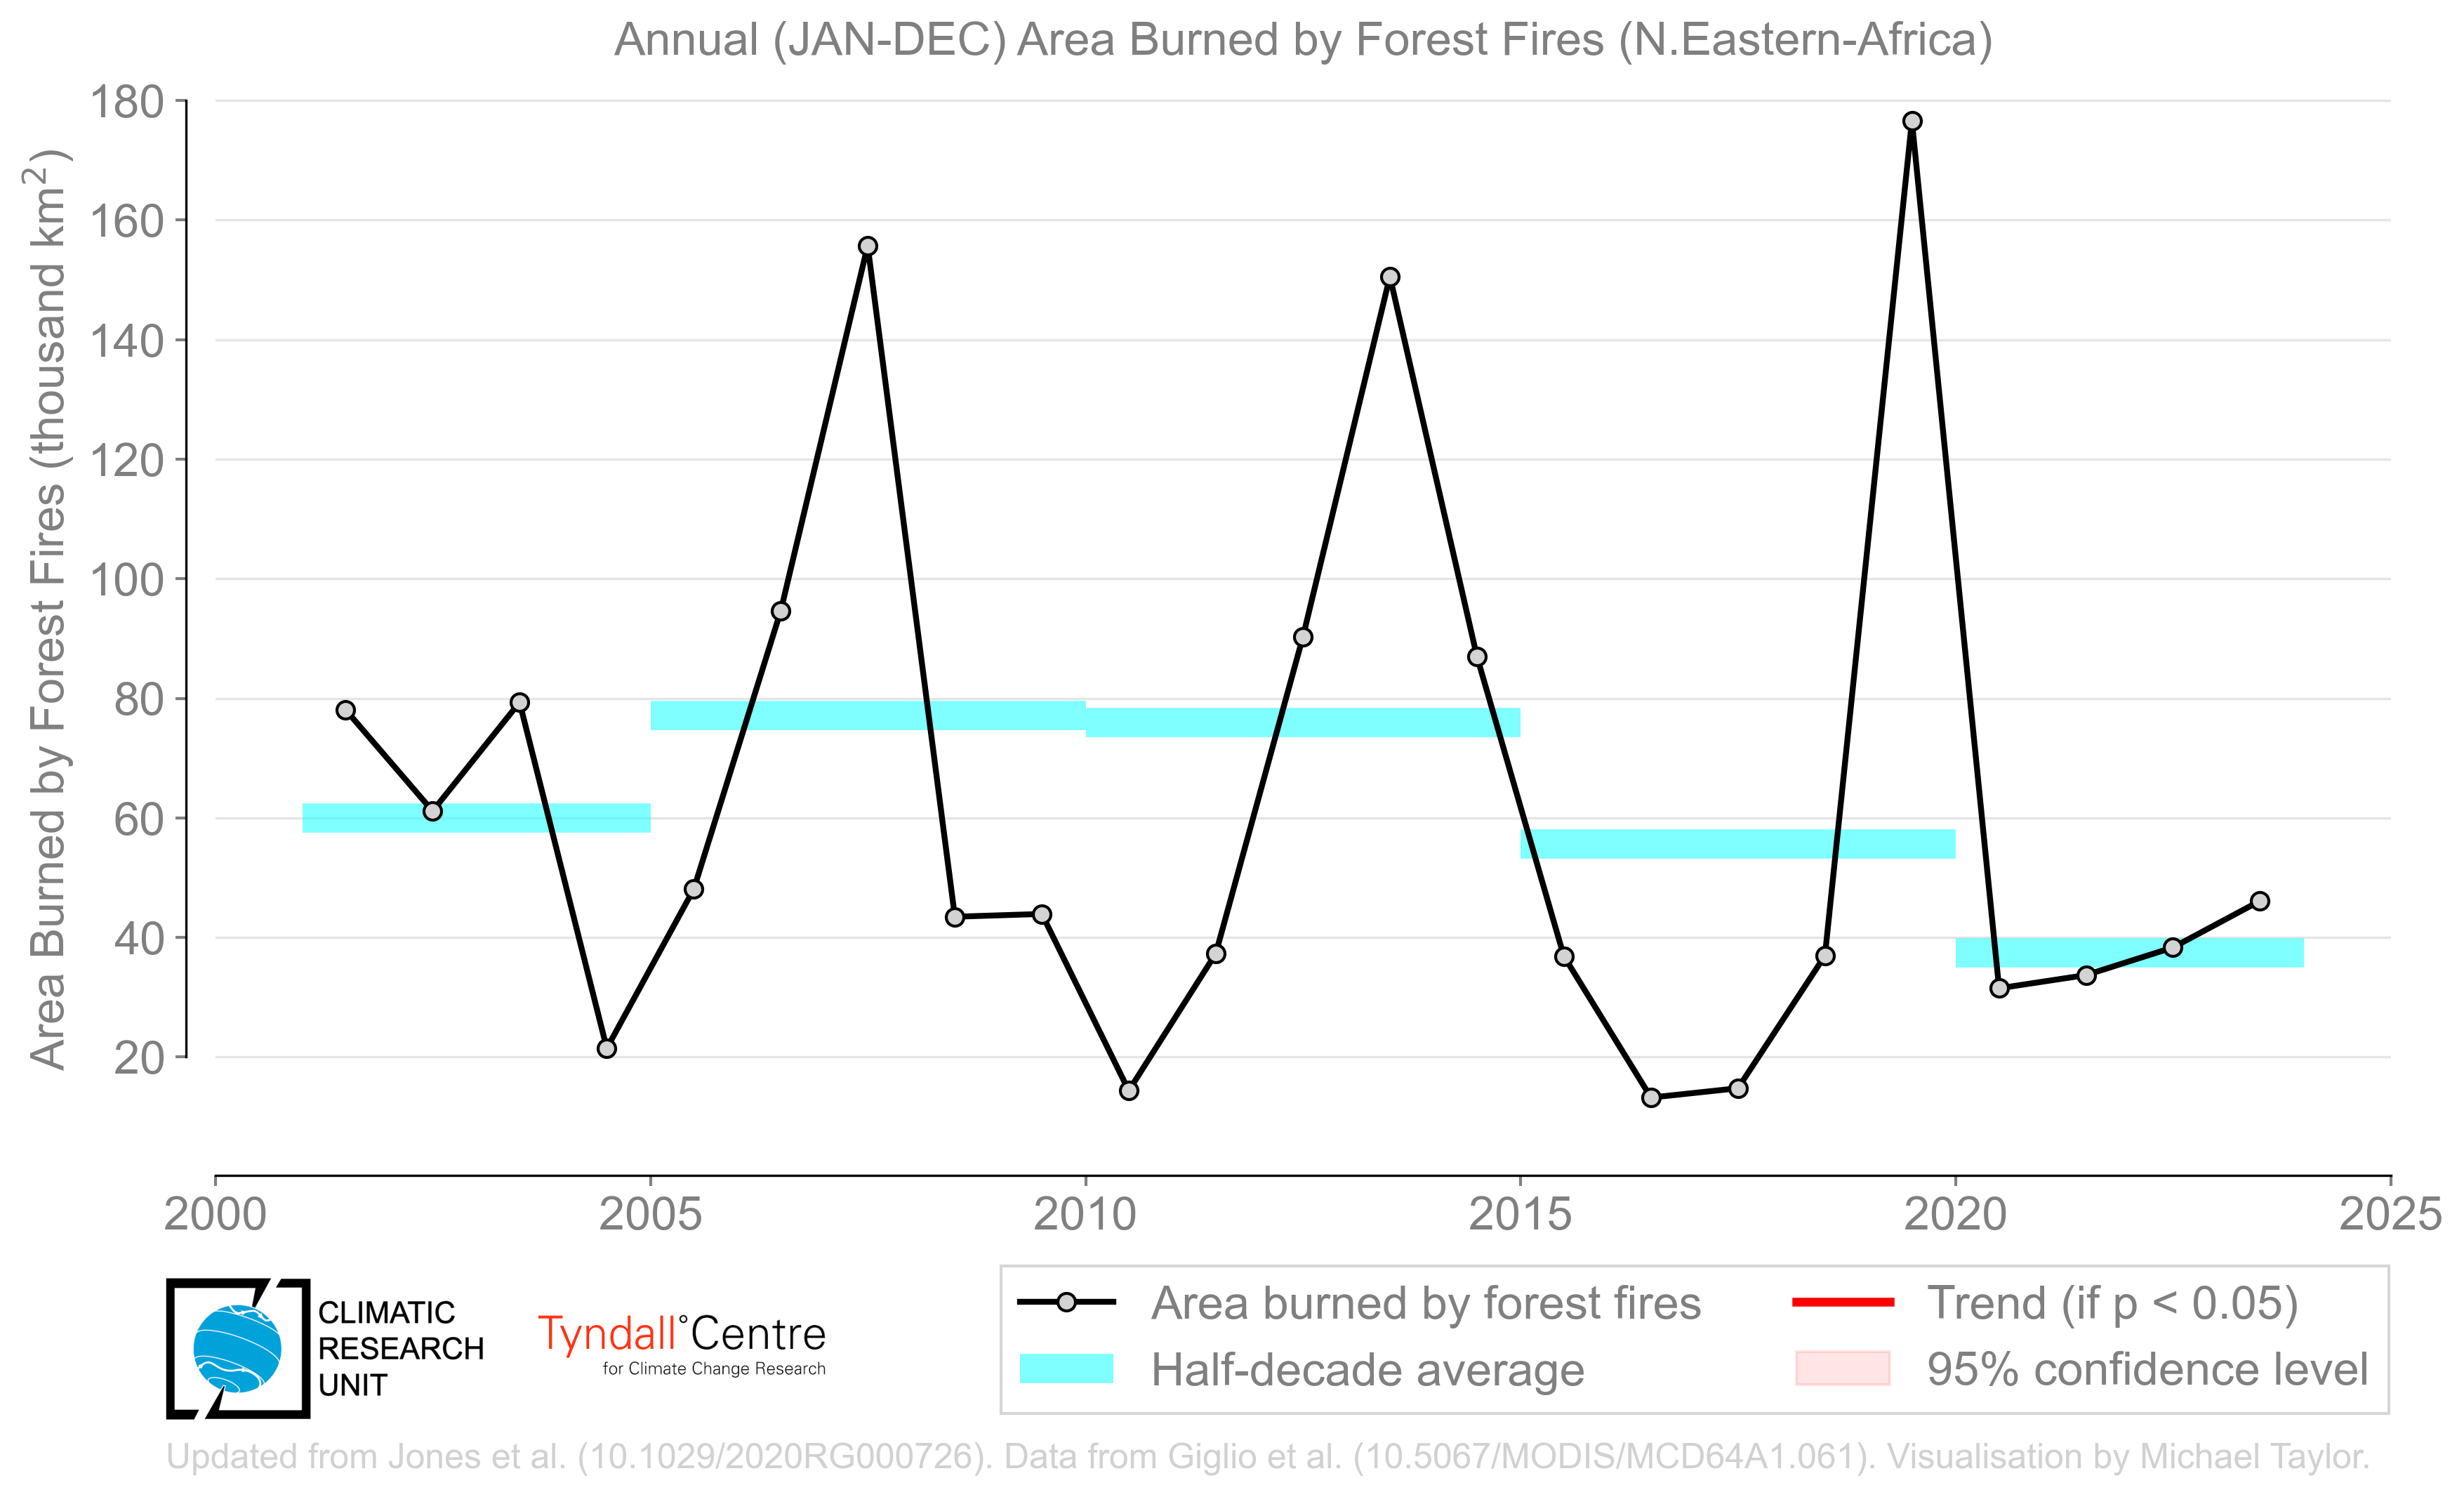 Annual (JAN-DEC) Area Burned by Forest Fires (N.Eastern-Africa)
Area Burned by Forest Fires (thousand km²)
180
160
140
120
100
80
60
40
20
2000
2005
2010
2015
2020
2025
CLIMATIC
RESEARCH
UNIT
Tyndall°Centre
for Climate Change Research
Area burned by forest fires
Half-decade average
Trend (if p < 0.05)
95% confidence level
Updated from Jones et al. (10.1029/2020RG000726). Data from Giglio et al. (10.5067/MODIS/MCD64A1.061). Visualisation by Michael Taylor.